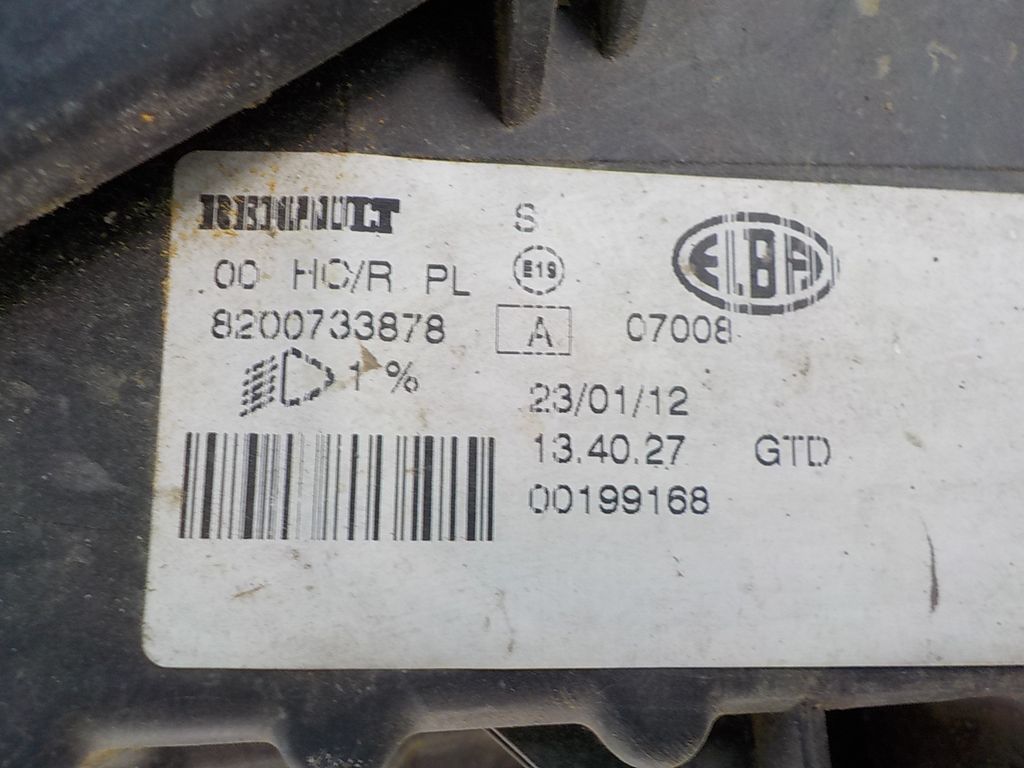 RENAULT
S
ELBA
00 HC/R PL
E19
8200733878
A
07008
1 %
23/01/12
13.40.27 GTD
00199168